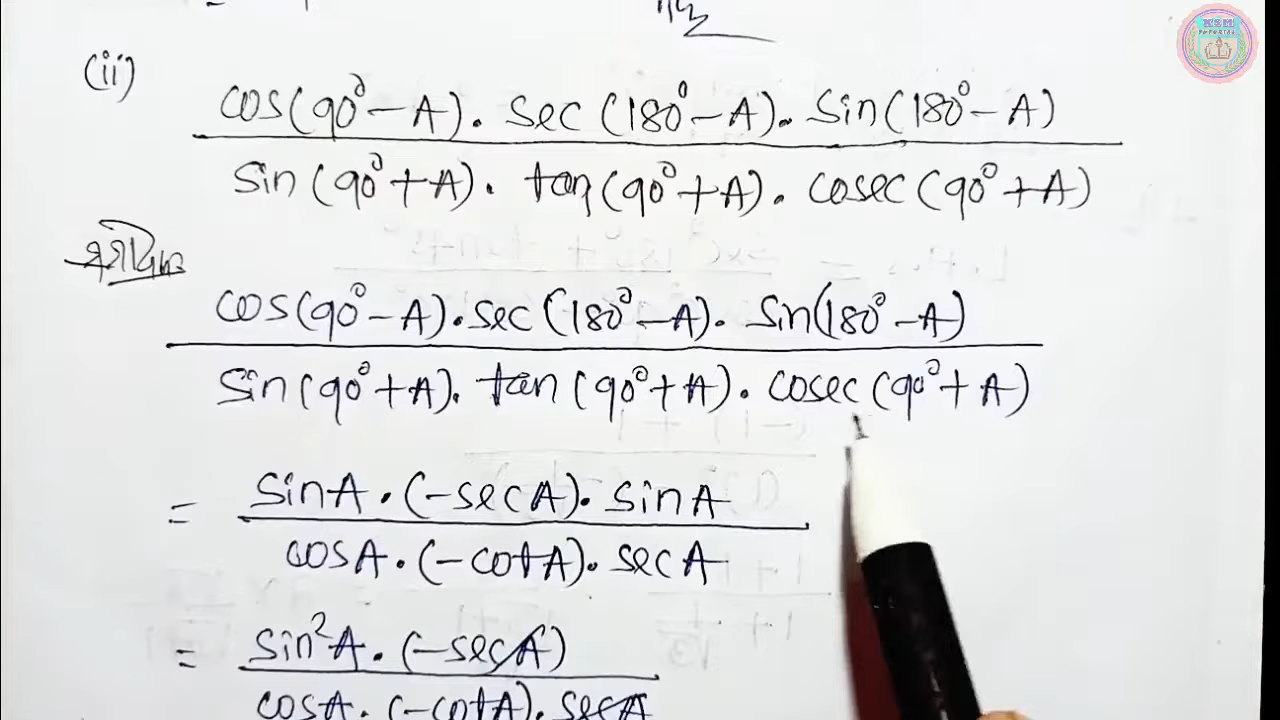 (ii) cos(90° − A). sec (180° − A). sin(180° − A)
sin (90° + A). tan(90° + A). cosec (90° + A)
cos(90° − A). sec (180° − A). sin(180° − A)
sin (90° + A). tan (90° + A). cosec (90° + A)
= sinA . (−secA). sinA
cosA . (−cotA). secA
= sin²A . (−secA)
cosA . (−cotA). secA
KSM